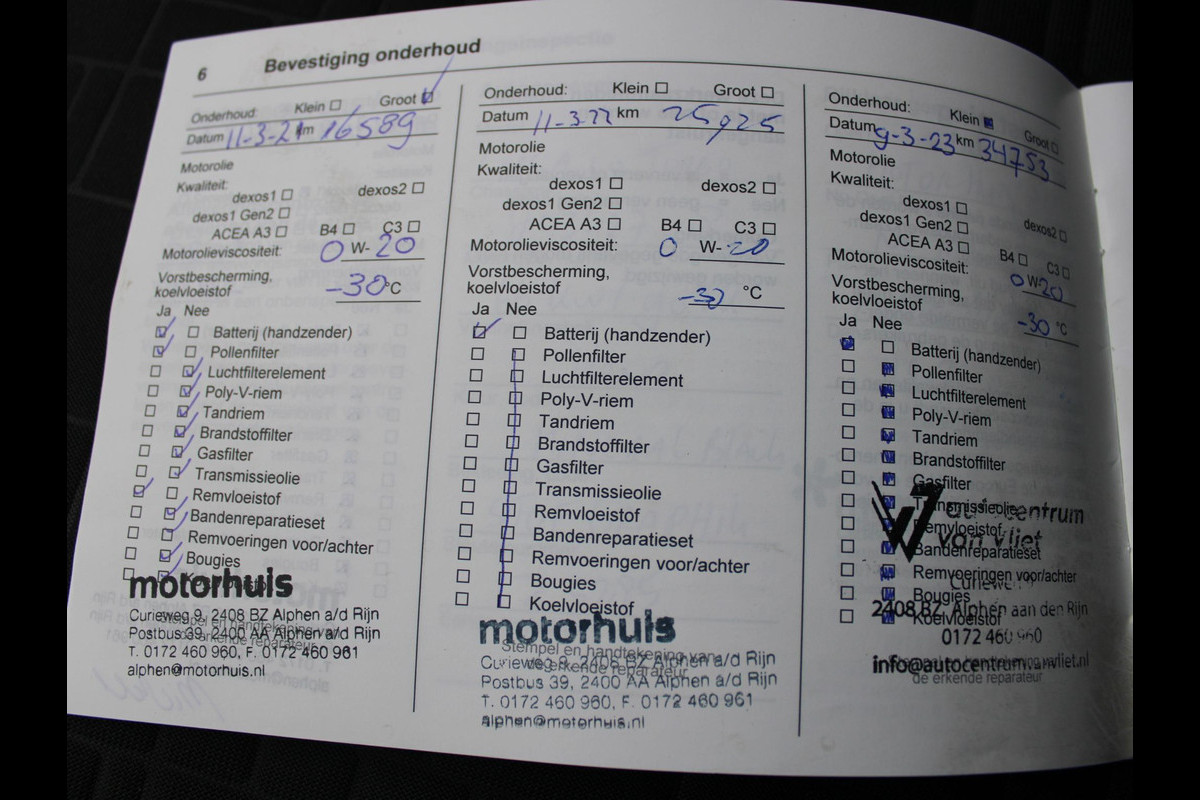 6 Bevestiging onderhoud
Onderhoud: Klein Groot
Datum 11-3-21 km 16589
Motorolie
Kwaliteit:
dexos1 dexos2
dexos1 Gen2
ACEA A3 B4 C3
Motorolieviscositeit: 0 W-20
Vorstbescherming,
koelvloeistof -30 °C
Ja Nee
Batterij (handzender)
Pollenfilter
Luchtfilterelement
Poly-V-riem
Tandriem
Brandstoffilter
Gasfilter
Transmissieolie
Remvloeistof
Bandenreparatieset
Remvoeringen voor/achter
Bougies
motorhuis
Curieweg 9, 2408 BZ Alphen a/d Rijn
Stempel en handtekening van
Postbus 39, 2400 AA Alphen a/d Rijn
de erkende reparateur
T. 0172 460 960, F. 0172 460 961
alphen@motorhuis.nl
Onderhoud: Klein Groot
Datum 11-3-22 km 25925
Motorolie
Kwaliteit:
dexos1 dexos2
dexos1 Gen2
ACEA A3 B4 C3
Motorolieviscositeit: 0 W-20
Vorstbescherming,
koelvloeistof -30 °C
Ja Nee
Batterij (handzender)
Pollenfilter
Luchtfilterelement
Poly-V-riem
Tandriem
Brandstoffilter
Gasfilter
Transmissieolie
Remvloeistof
Bandenreparatieset
Remvoeringen voor/achter
Bougies
Koelvloeistof
motorhuis
Stempel en handtekening van
Curieweg 9, 2408 BZ Alphen a/d Rijn
de erkende reparateur
Postbus 39, 2400 AA Alphen a/d Rijn
T. 0172 460 960, F. 0172 460 961
alphen@motorhuis.nl
Onderhoud: Klein Groot
Datum 9-3-23 km 34753
Motorolie
Kwaliteit:
dexos1
dexos1 Gen2 dexos2
ACEA A3 B4 C3
Motorolieviscositeit: 0 W20
Vorstbescherming,
koelvloeistof -30 °C
Ja Nee
Batterij (handzender)
Pollenfilter
Luchtfilterelement
Poly-V-riem
Tandriem
Brandstoffilter
Gasfilter
Transmissieolie
autocentrum
Remvloeistof
van vliet
Bandenreparatieset
Remvoeringen voor/achter
Bougies
2408 BZ Alphen aan den Rijn
Koelvloeistof
0172 460 960
info@autocentrum.vanvliet.nl
de erkende reparateur